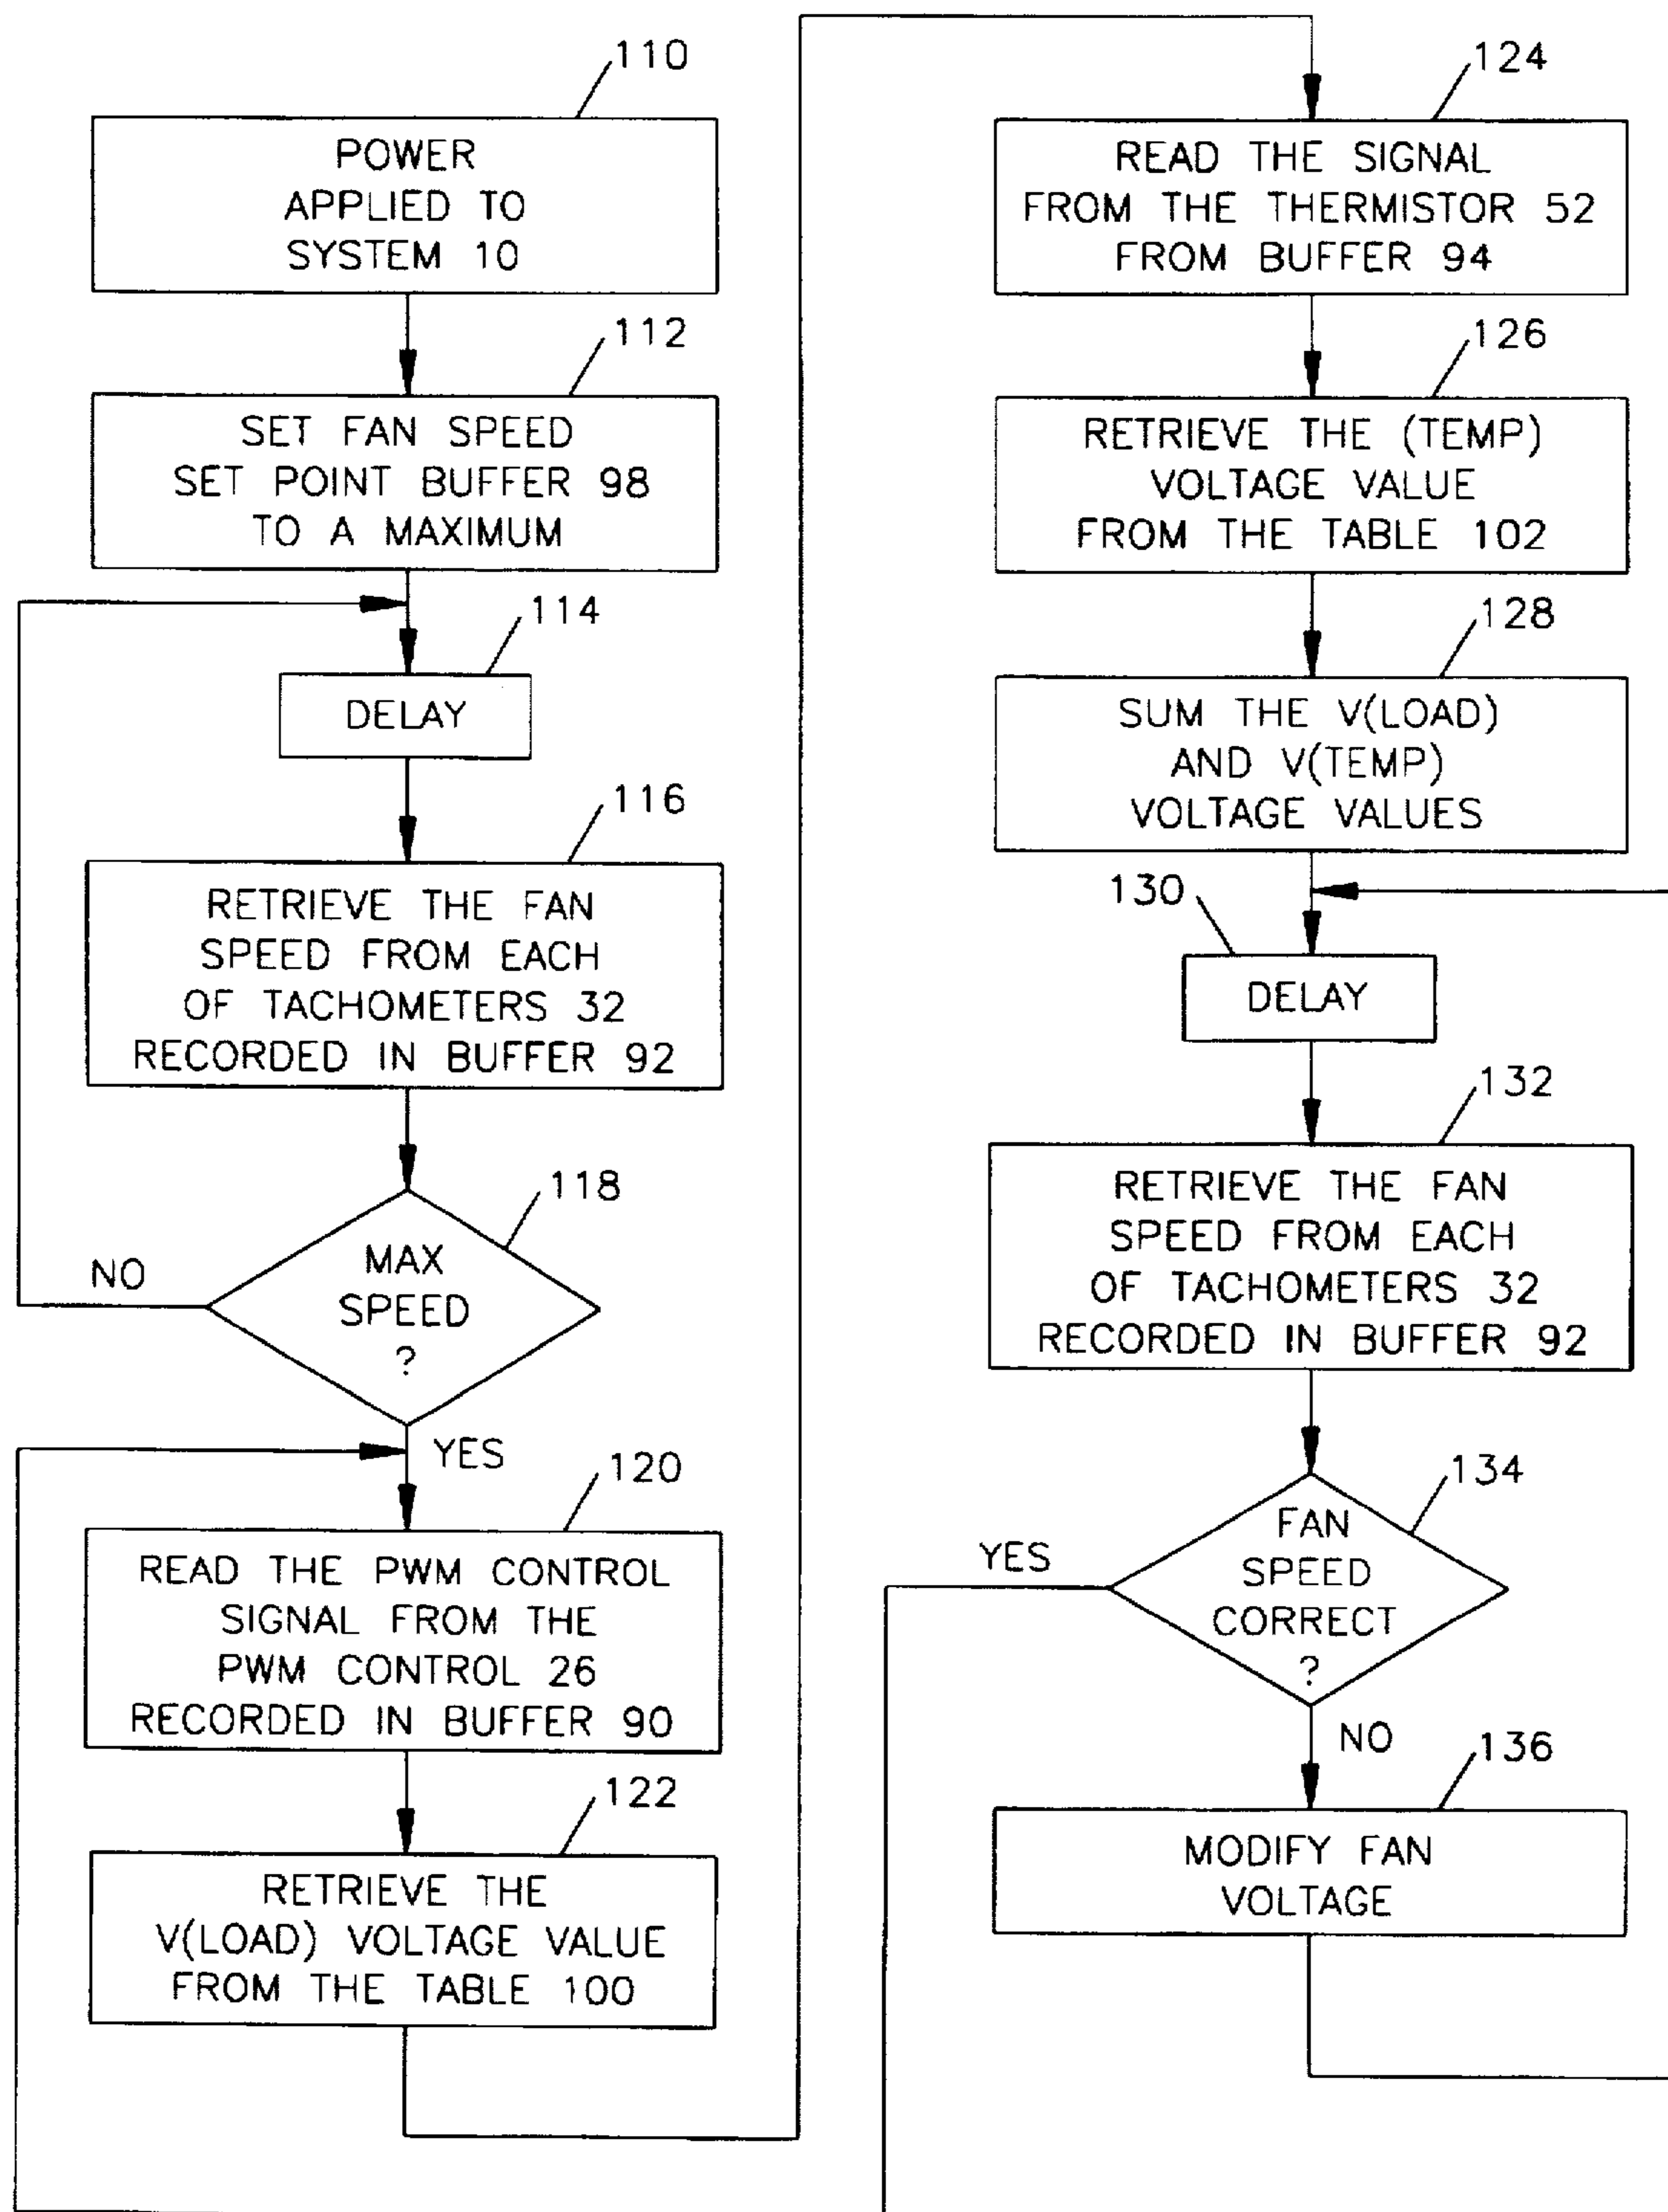 110
POWER
APPLIED TO
SYSTEM 10
112
SET FAN SPEED
SET POINT BUFFER 98
TO A MAXIMUM
114
DELAY
116
RETRIEVE THE FAN
SPEED FROM EACH
OF TACHOMETERS 32
RECORDED IN BUFFER 92
118
MAX
SPEED
?
NO
YES
120
READ THE PWM CONTROL
SIGNAL FROM THE
PWM CONTROL 26
RECORDED IN BUFFER 90
122
RETRIEVE THE
V(LOAD) VOLTAGE VALUE
FROM THE TABLE 100
124
READ THE SIGNAL
FROM THE THERMISTOR 52
FROM BUFFER 94
126
RETRIEVE THE (TEMP)
VOLTAGE VALUE
FROM THE TABLE 102
128
SUM THE V(LOAD)
AND V(TEMP)
VOLTAGE VALUES
130
DELAY
132
RETRIEVE THE FAN
SPEED FROM EACH
OF TACHOMETERS 32
RECORDED IN BUFFER 92
134
FAN
SPEED
CORRECT
?
YES
NO
136
MODIFY FAN
VOLTAGE